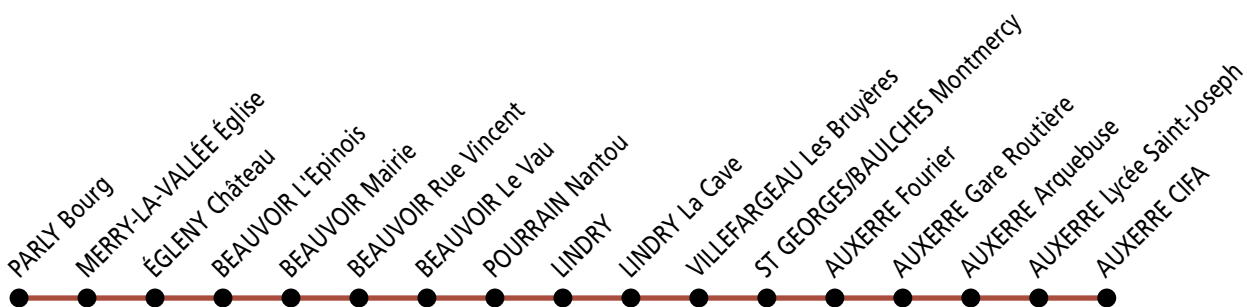 PARLY Bourg
MERRY-LA-VALLÉE Église
ÉGLENY Château
BEAUVOIR L'Epinois
BEAUVOIR Mairie
BEAUVOIR Rue Vincent
BEAUVOIR Le Vau
POURRAIN Nantou
LINDRY
LINDRY La Cave
VILLEFARGEAU Les Bruyères
ST GEORGES/BAULCHES Montmercy
AUXERRE Fourier
AUXERRE Gare Routière
AUXERRE Arquebuse
AUXERRE Lycée Saint-Joseph
AUXERRE CIFA